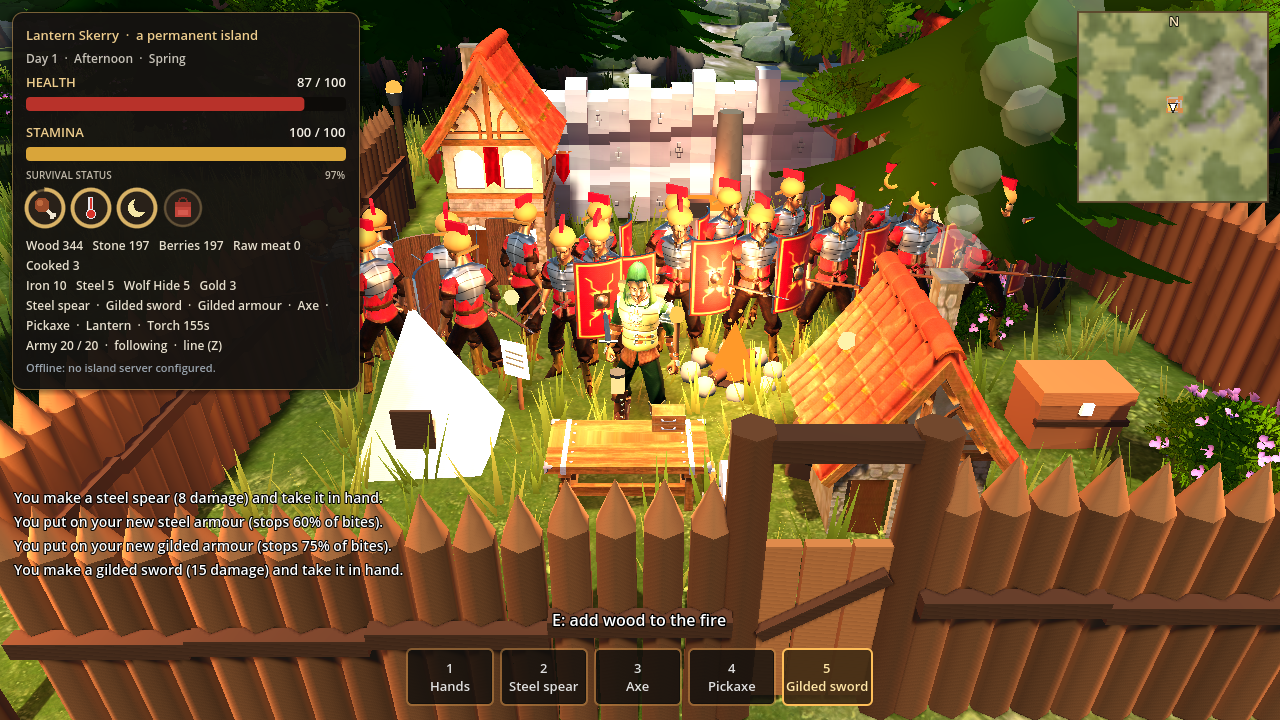 Lantern Skerry · a permanent island
Day 1 · Afternoon · Spring
HEALTH 87 / 100
STAMINA 100 / 100
SURVIVAL STATUS 97%
Wood 344 Stone 197 Berries 197 Raw meat 0
Cooked 3
Iron 10 Steel 5 Wolf Hide 5 Gold 3
Steel spear · Gilded sword · Gilded armour · Axe ·
Pickaxe · Lantern · Torch 155s
Army 20 / 20 · following · line (Z)
Offline: no island server configured.
N
You make a steel spear (8 damage) and take it in hand.
You put on your new steel armour (stops 60% of bites).
You put on your new gilded armour (stops 75% of bites).
You make a gilded sword (15 damage) and take it in hand.
E: add wood to the fire
1 2 3 4 5
Hands Steel spear Axe Pickaxe Gilded sword